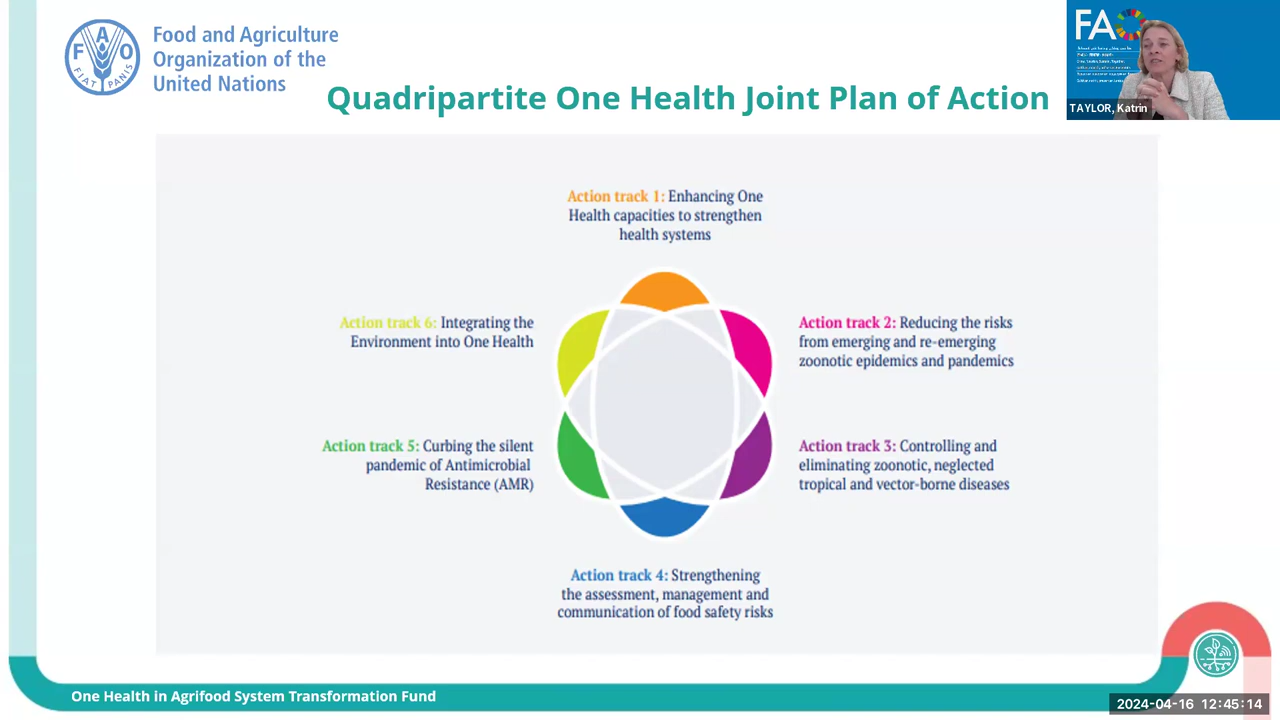 Food and Agriculture
Organization of the
United Nations
F A O
FIAT PANIS
Quadripartite One Health Joint Plan of Action
FAO
TAYLOR, Katrin
Action track 1: Enhancing One
Health capacities to strengthen
health systems
Action track 6: Integrating the
Environment into One Health
Action track 2: Reducing the risks
from emerging and re-emerging
zoonotic epidemics and pandemics
Action track 5: Curbing the silent
pandemic of Antimicrobial
Resistance (AMR)
Action track 3: Controlling and
eliminating zoonotic, neglected
tropical and vector-borne diseases
Action track 4: Strengthening
the assessment, management and
communication of food safety risks
One Health in Agrifood System Transformation Fund
2024-04-16 12:45:14